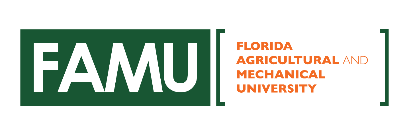 FAMU
FLORIDA
AGRICULTURAL AND
MECHANICAL
UNIVERSITY